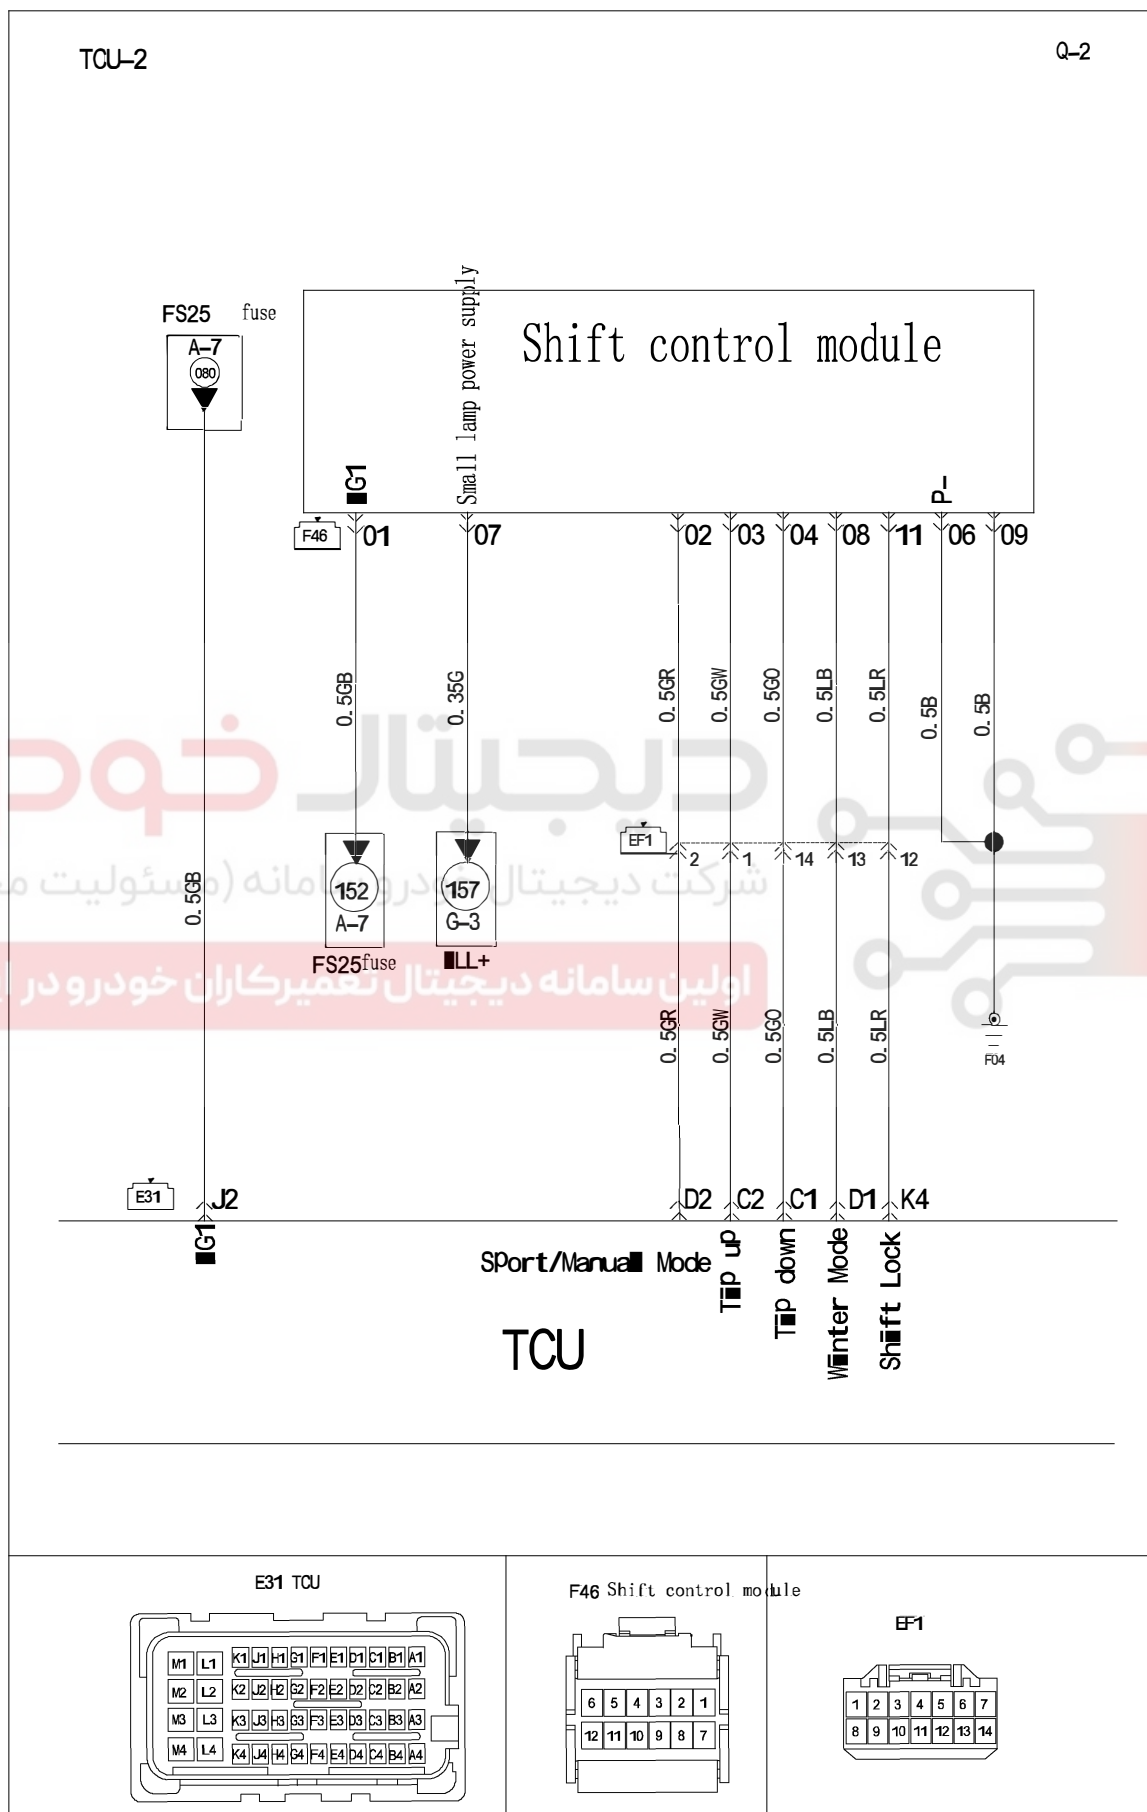 TCU-2
Q-2
FS25 fuse
A-7
080
Small lamp power supply
Shift control module
G1
P-
F46
01
07
02
03
04
08
11
06
09
0.5GB
0.35G
0.5GR
0.5GW
0.5GO
0.5LB
0.5LR
0.5B
0.5B
دیجیتال خود
EF1
2
1
14
13
12
شرکت دیجیتال خودرو سامانه (مسئولیت
152
A-7
157
G-3
0.5GB
FS25fuse
LL+
اولین سامانه دیجیتال تعمیرکاران خودرو در
0.5GR
0.5GW
0.5GO
0.5LB
0.5LR
F04
E31
J2
D2
C2
C1
D1
K4
G1
Sport/Manual Mode
Tip up
Tip down
Winter Mode
Shift Lock
TCU
E31 TCU
M1 L1 K1 J1 H1 G1 F1 E1 D1 C1 B1 A1
M2 L2 K2 J2 H2 G2 F2 E2 D2 C2 B2 A2
M3 L3 K3 J3 H3 G3 F3 E3 D3 C3 B3 A3
M4 L4 K4 J4 H4 G4 F4 E4 D4 C4 B4 A4
F46 Shift control module
6 5 4 3 2 1
12 11 10 9 8 7
EF1
1 2 3 4 5 6 7
8 9 10 11 12 13 14